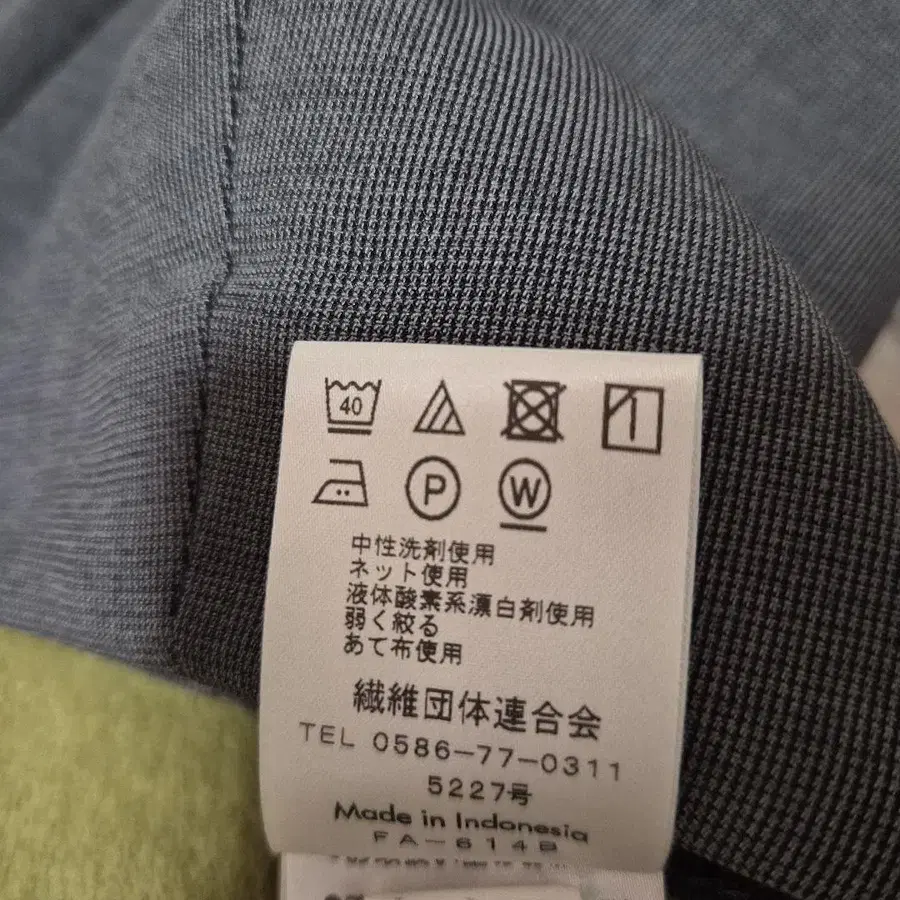 40
P W
中性洗剤使用
ネット使用
液体酸素系漂白剤使用
弱く絞る
あて布使用
繊維団体連合会
TEL 0586-77-0311
5227号
Made in Indonesia
FA-614B